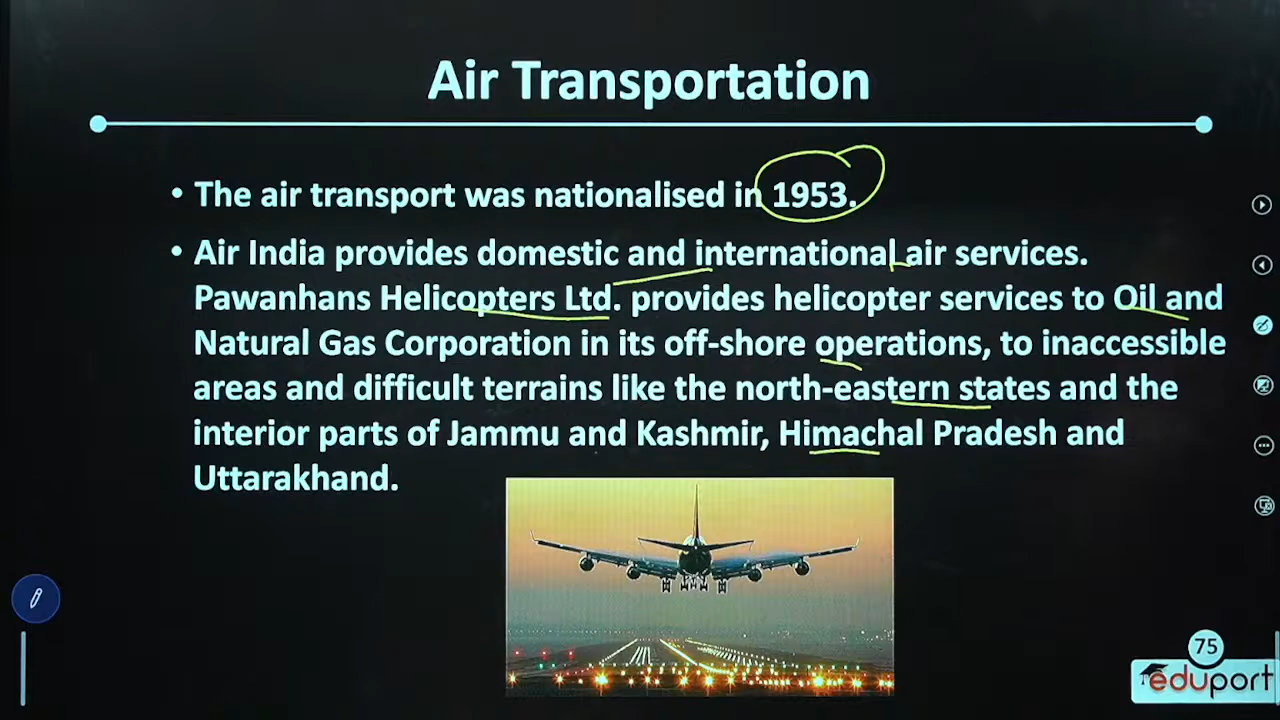 Air Transportation
• The air transport was nationalised in 1953.
• Air India provides domestic and international air services.
Pawanhans Helicopters Ltd. provides helicopter services to Oil and
Natural Gas Corporation in its off-shore operations, to inaccessible
areas and difficult terrains like the north-eastern states and the
interior parts of Jammu and Kashmir, Himachal Pradesh and
Uttarakhand.
75
eduport